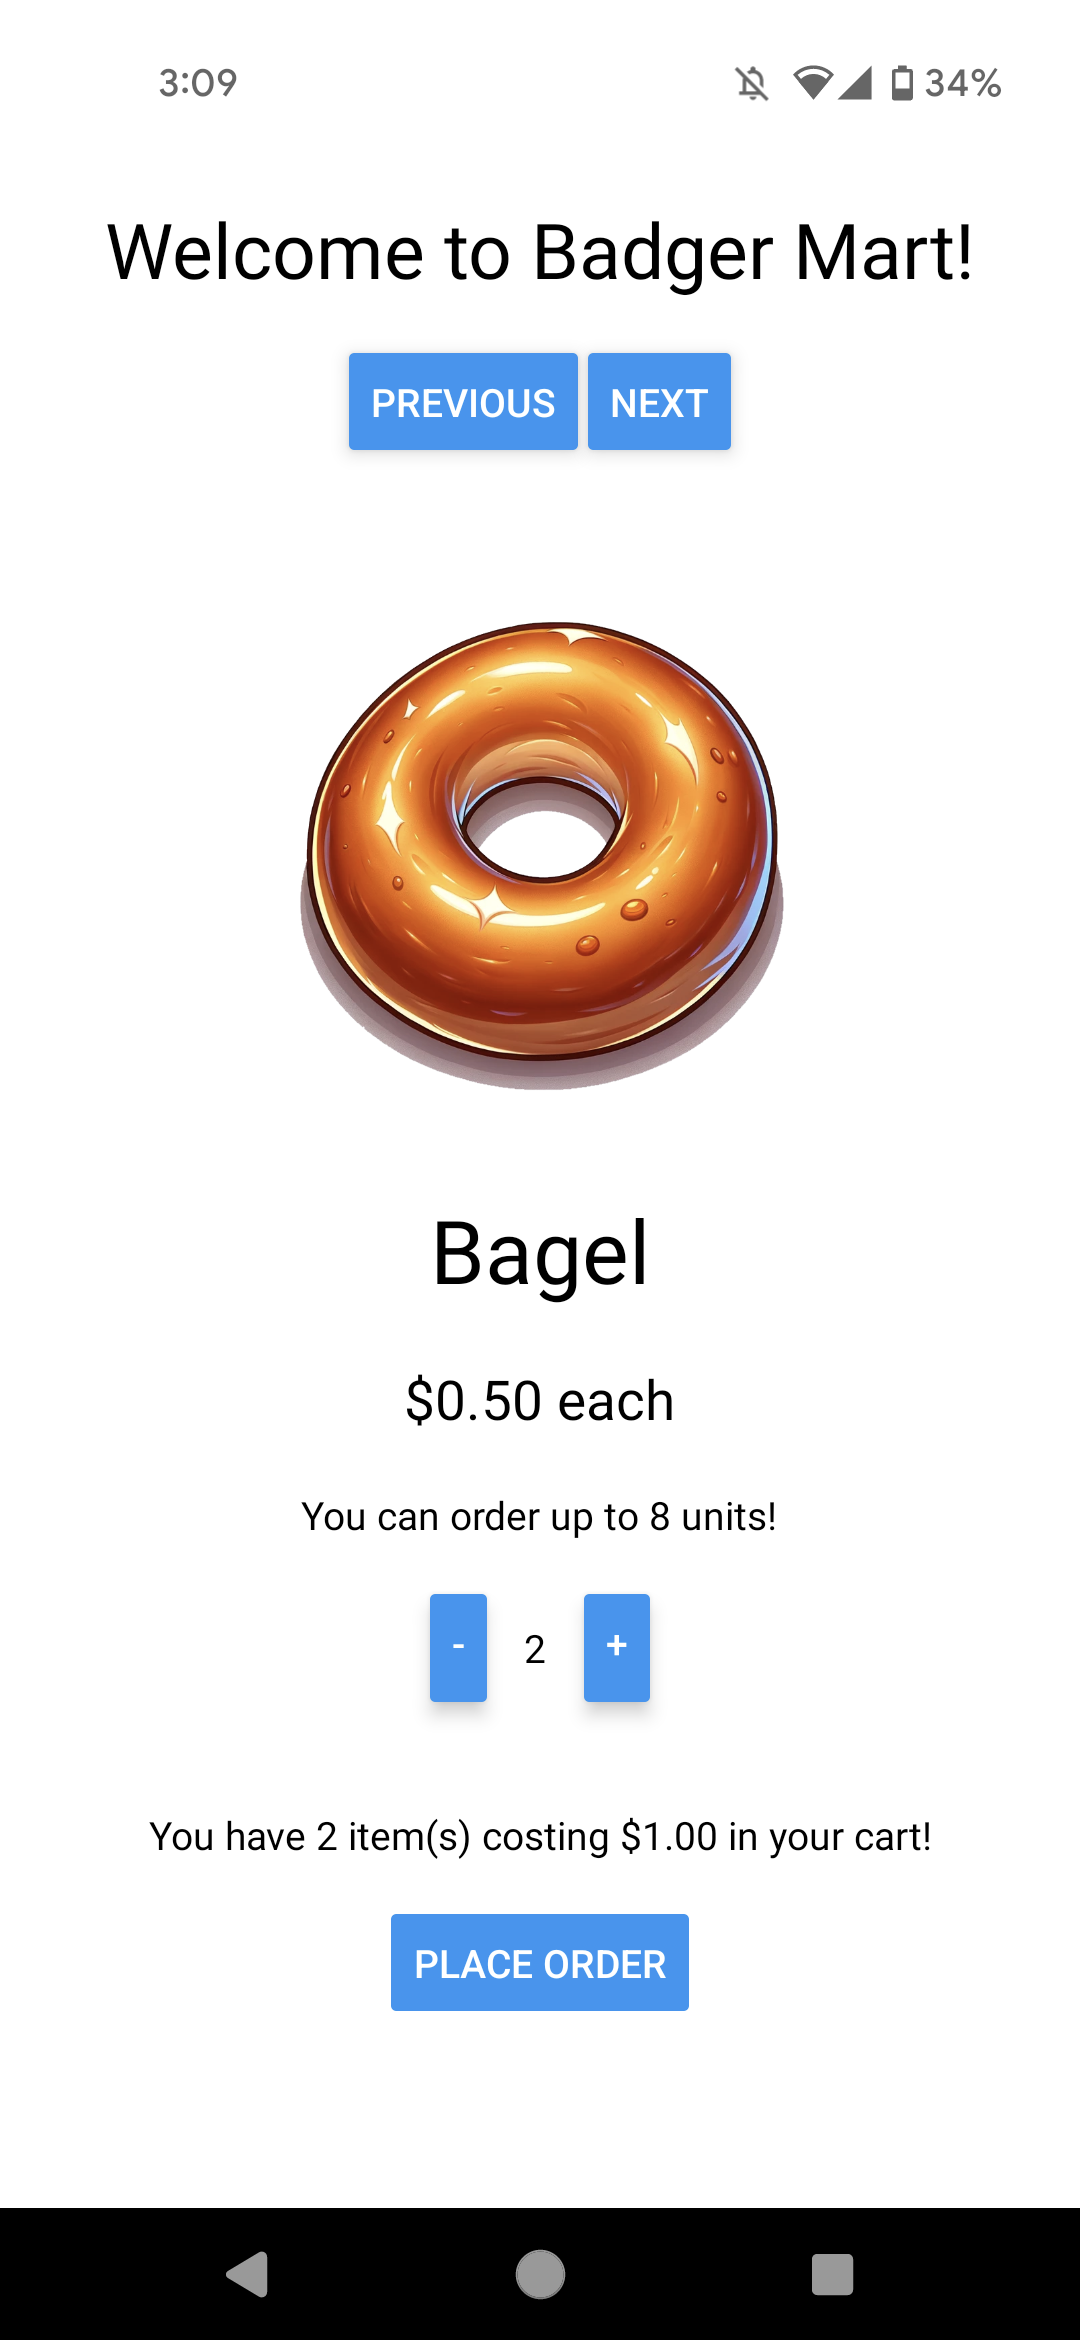 3:09 34%
Welcome to Badger Mart!
PREVIOUS NEXT
Bagel
$0.50 each
You can order up to 8 units!
- 2 +
You have 2 item(s) costing $1.00 in your cart!
PLACE ORDER